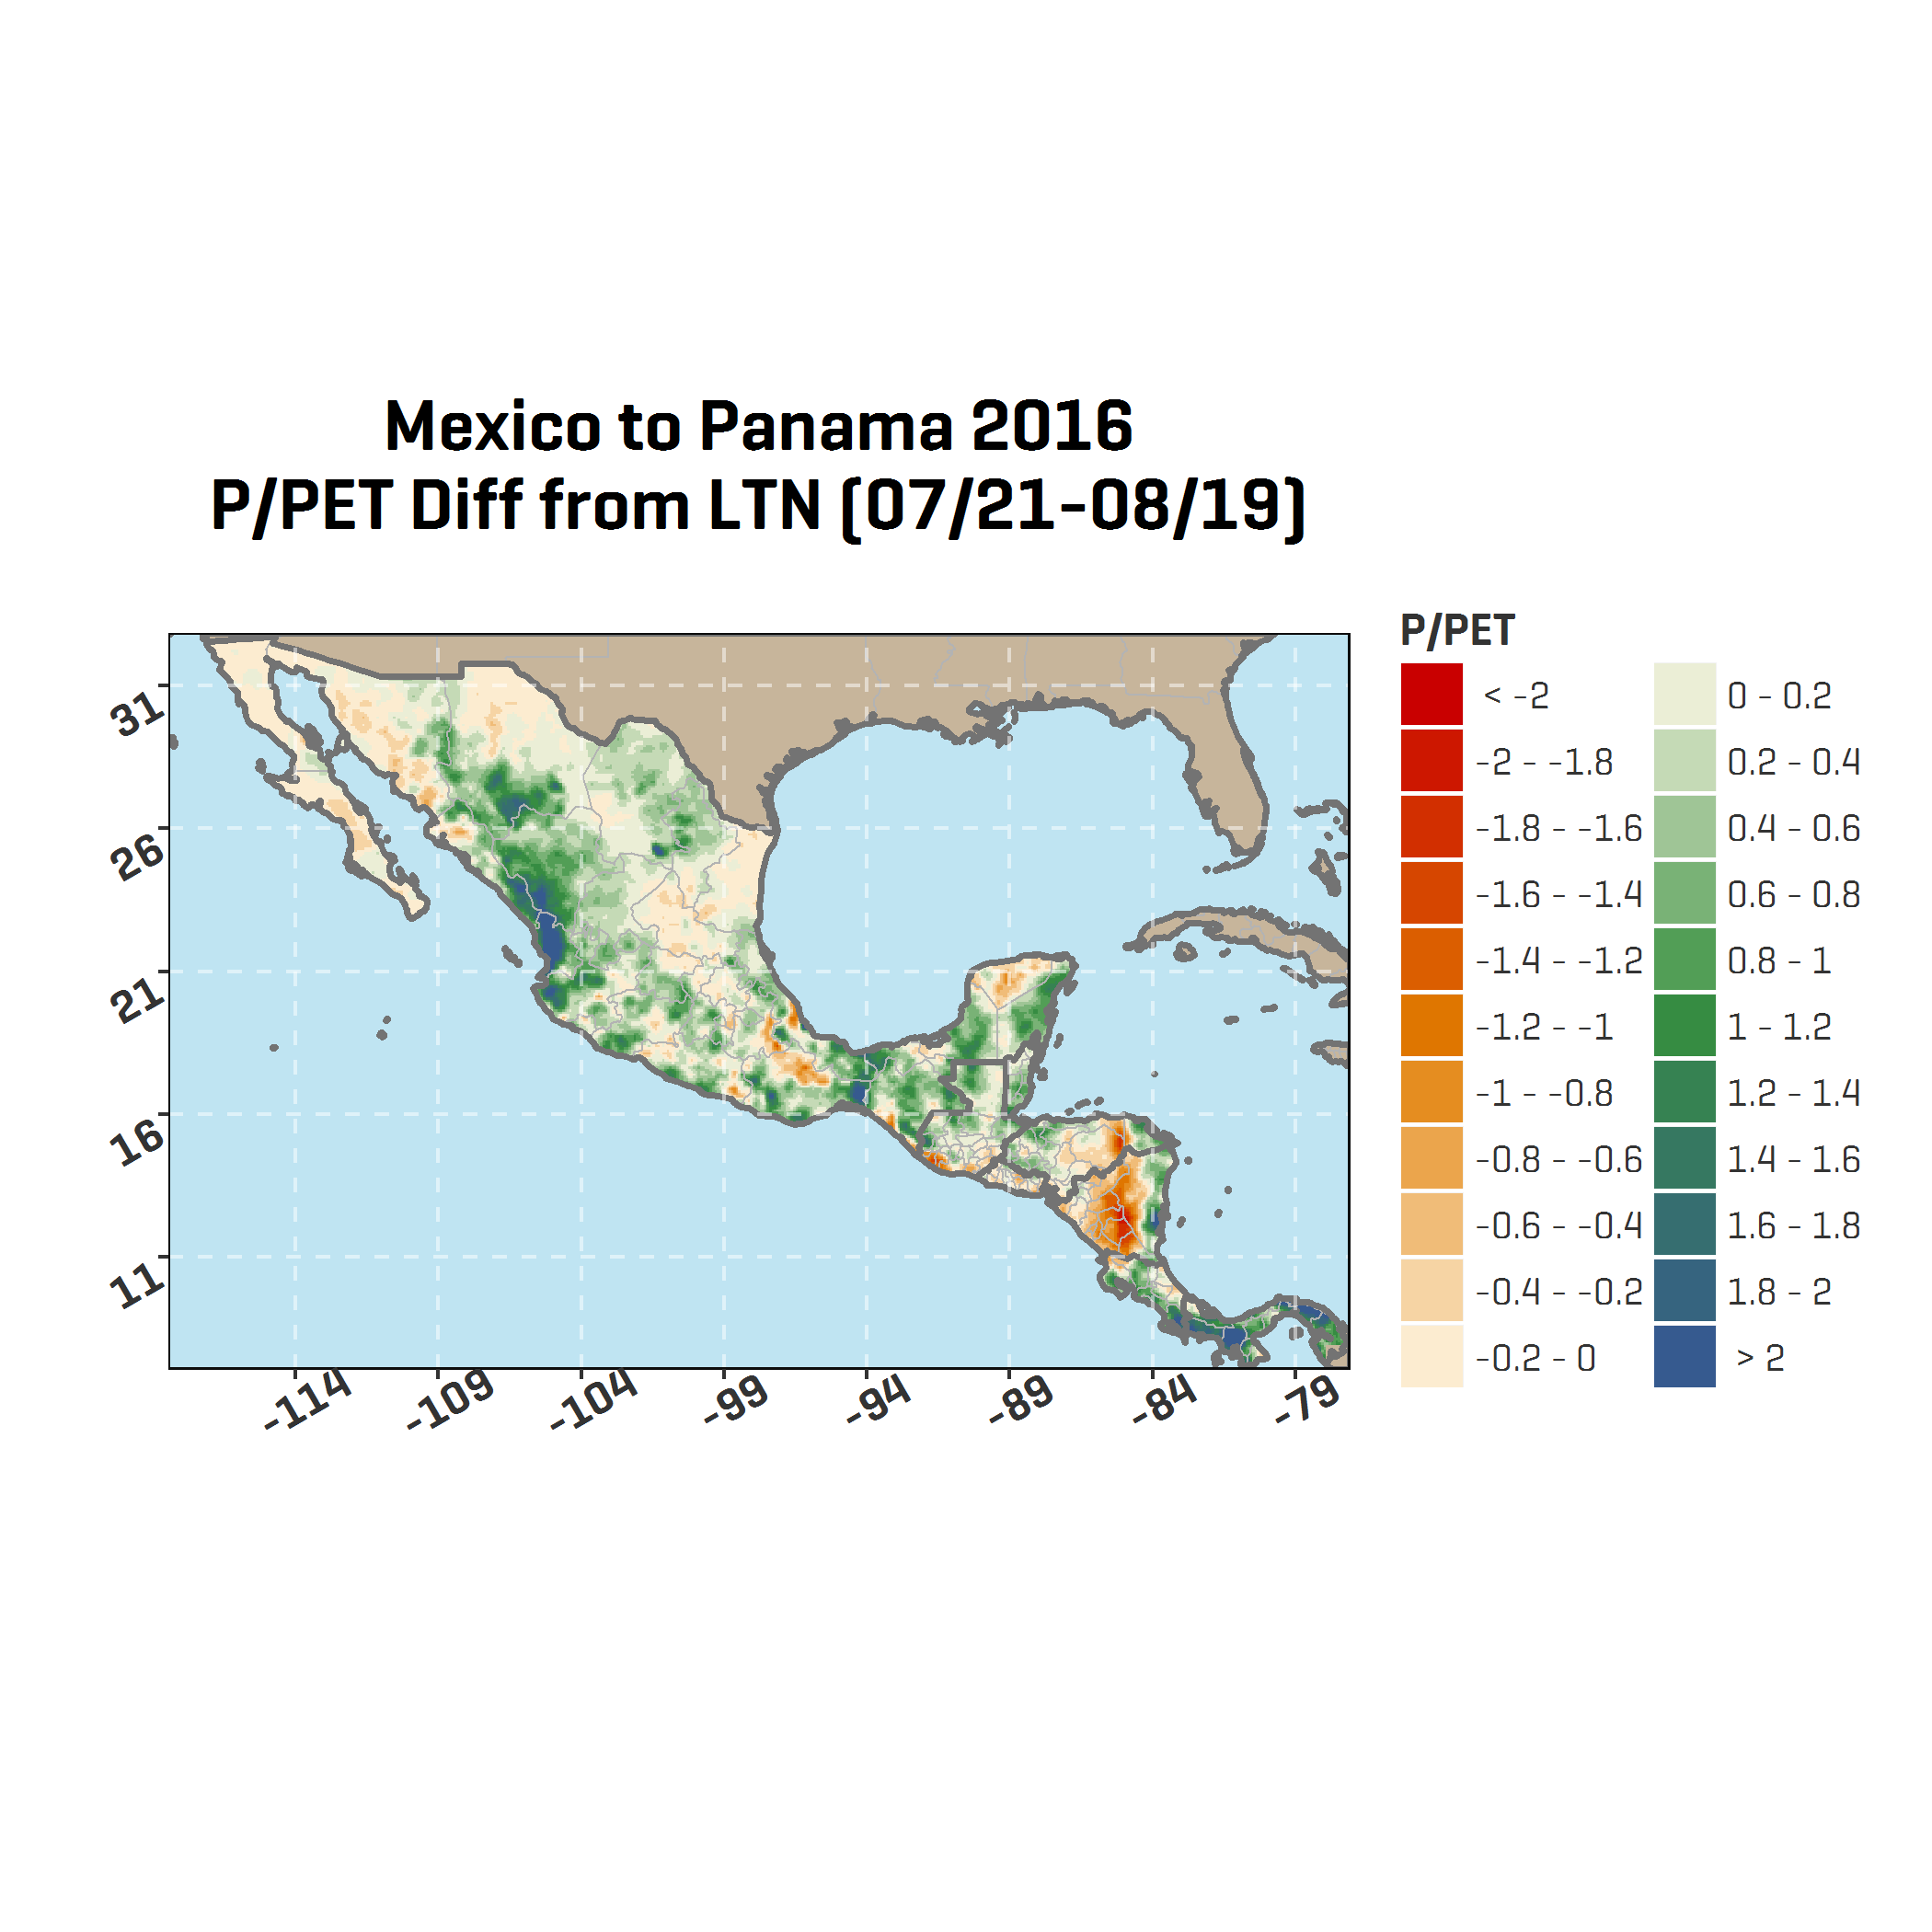 Mexico to Panama 2016
P/PET Diff from LTN (07/21-08/19)
P/PET
< -2
-2 - -1.8
-1.8 - -1.6
-1.6 - -1.4
-1.4 - -1.2
-1.2 - -1
-1 - -0.8
-0.8 - -0.6
-0.6 - -0.4
-0.4 - -0.2
-0.2 - 0
0 - 0.2
0.2 - 0.4
0.4 - 0.6
0.6 - 0.8
0.8 - 1
1 - 1.2
1.2 - 1.4
1.4 - 1.6
1.6 - 1.8
1.8 - 2
> 2
31
26
21
16
11
-114
-109
-104
-99
-94
-89
-84
-79